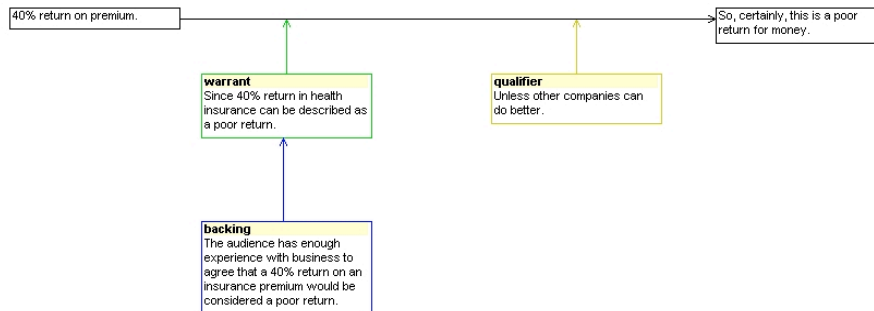 40% return on premium.
So, certainly, this is a poor
return for money.
warrant
Since 40% return in health
insurance can be described as
a poor return.
qualifier
Unless other companies can
do better.
backing
The audience has enough
experience with business to
agree that a 40% return on an
insurance premium would be
considered a poor return.